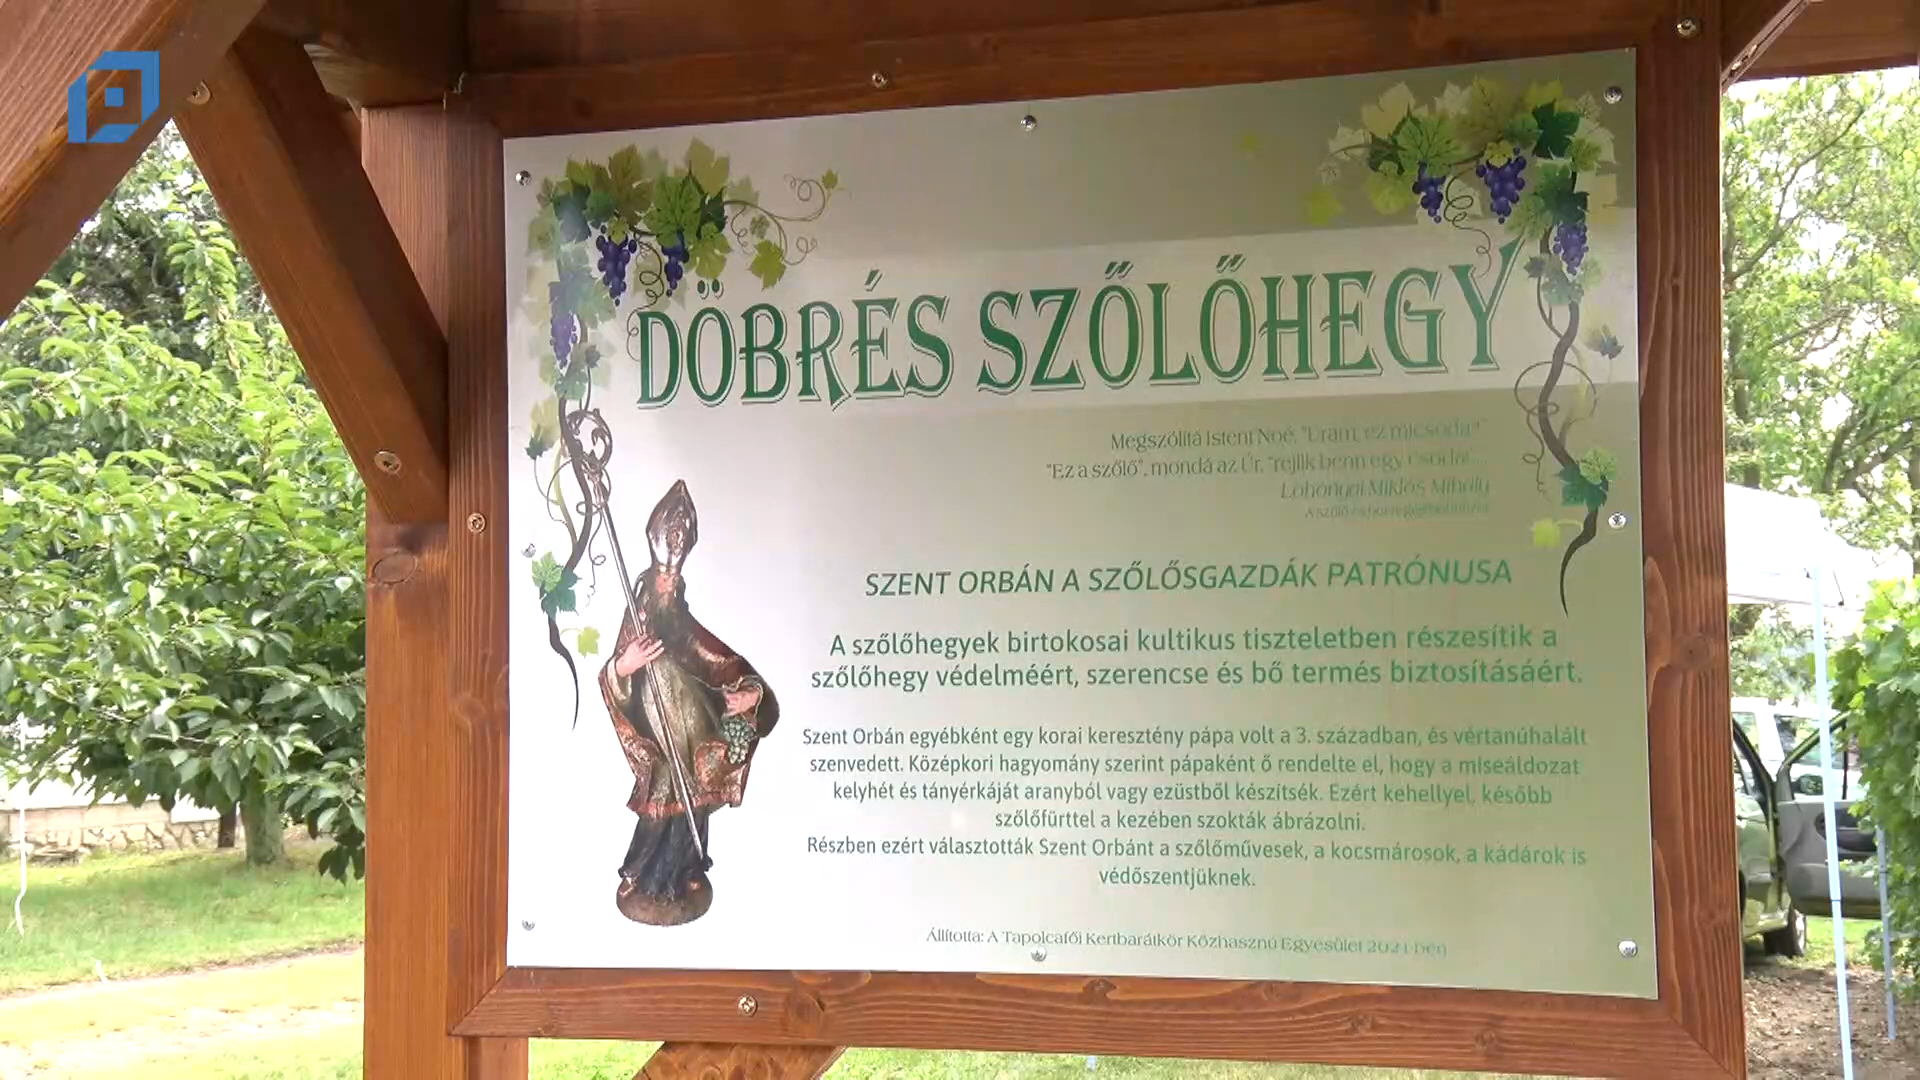 DÖBRÉS SZŐLŐHEGY
Megszólítá Istent Noé: "Uram, ez micsoda?"
"Ez a szőlő", mondá az Úr, "rejlik benn egy csoda!"...
Lohonyai Miklós Mihály
SZENT ORBÁN A SZŐLŐSGAZDÁK PATRÓNUSA
A szőlőhegyek birtokosai kultikus tiszteletben részesítik a
szőlőhegy védelméért, szerencse és bő termés biztosításáért.
Szent Orbán egyébként egy korai keresztény pápa volt a 3. században, és vértanúhalált
szenvedett. Középkori hagyomány szerint pápaként ő rendelte el, hogy a miseáldozat
kelyhét és tányérkáját aranyból vagy ezüstből készítsék. Ezért kehellyel, később
szőlőfürttel a kezében szokták ábrázolni.
Részben ezért választották Szent Orbánt a szőlőművesek, a kocsmárosok, a kádárok is
védőszentjüknek.
Állította: A Tapolcafői Kertbarátkör Közhasznú Egyesület 2021-ben